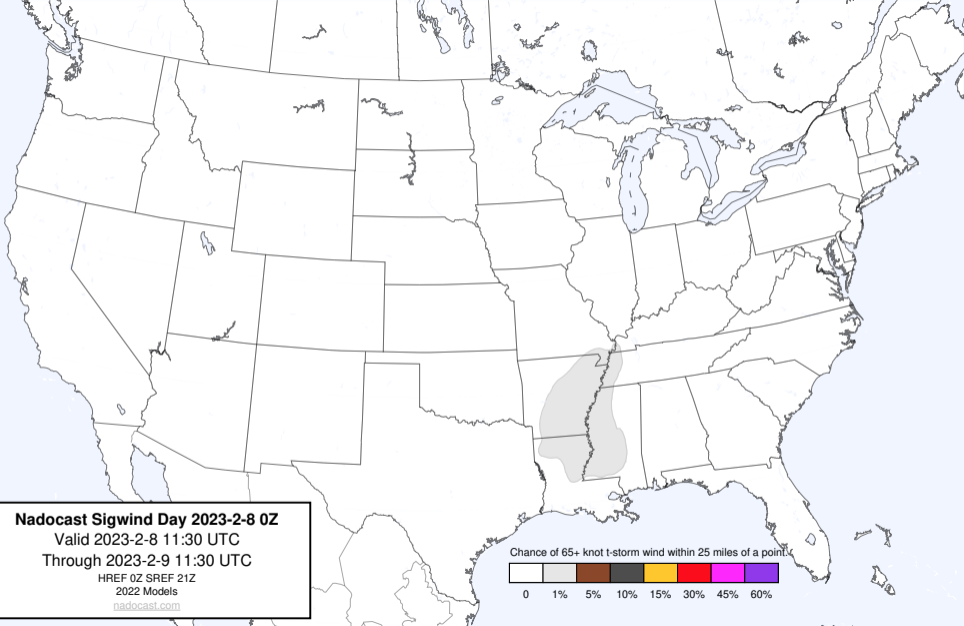 Nadocast Sigwind Day 2023-2-8 0Z
Valid 2023-2-8 11:30 UTC
Through 2023-2-9 11:30 UTC
HREF 0Z SREF 21Z
2022 Models
nadocast.com
Chance of 65+ knot t-storm wind within 25 miles of a point.
0 1% 5% 10% 15% 30% 45% 60%